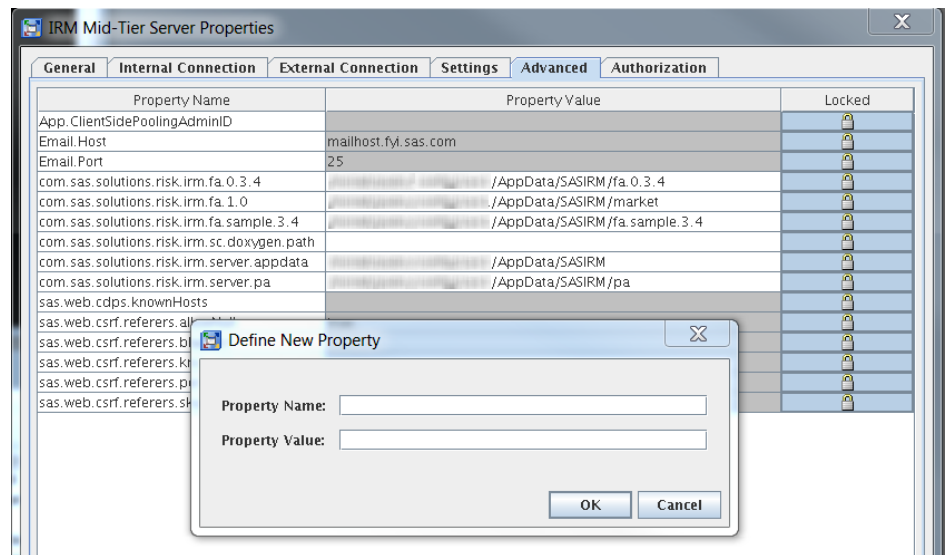 IRM Mid-Tier Server Properties
General Internal Connection External Connection Settings Advanced Authorization
Property Name Property Value Locked
App.ClientSidePoolingAdminID
Email.Host mailhost.fyi.sas.com
Email.Port 25
com.sas.solutions.risk.irm.fa.0.3.4 /AppData/SASIRM/fa.0.3.4
com.sas.solutions.risk.irm.fa.1.0 /AppData/SASIRM/market
com.sas.solutions.risk.irm.fa.sample.3.4 /AppData/SASIRM/fa.sample.3.4
com.sas.solutions.risk.irm.sc.doxygen.path
com.sas.solutions.risk.irm.server.appdata /AppData/SASIRM
com.sas.solutions.risk.irm.server.pa /AppData/SASIRM/pa
sas.web.cdps.knownHosts
sas.web.csrf.referers.
sas.web.csrf.referers.
sas.web.csrf.referers.
sas.web.csrf.referers.
sas.web.csrf.referers.
Define New Property
Property Name:
Property Value:
OK Cancel